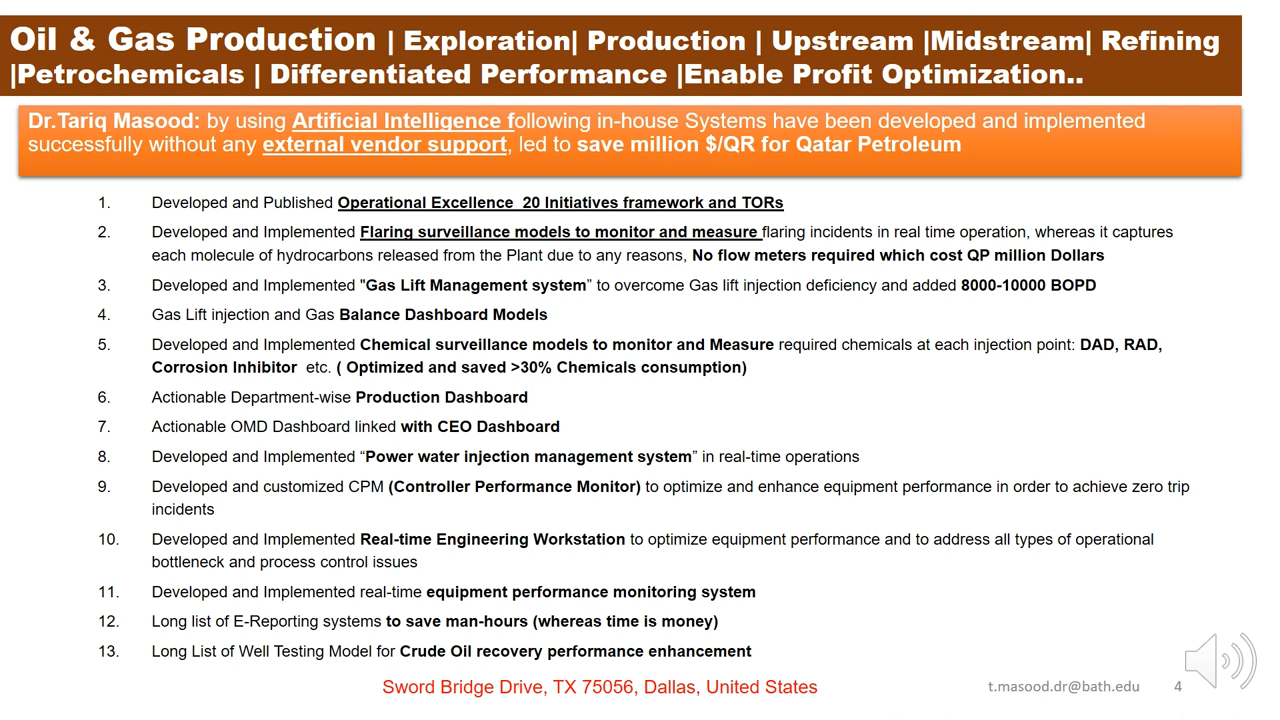 Oil & Gas Production | Exploration| Production | Upstream |Midstream| Refining
|Petrochemicals | Differentiated Performance |Enable Profit Optimization..
Dr.Tariq Masood: by using Artificial Intelligence following in-house Systems have been developed and implemented
successfully without any external vendor support, led to save million $/QR for Qatar Petroleum
1. Developed and Published Operational Excellence 20 Initiatives framework and TORs
2. Developed and Implemented Flaring surveillance models to monitor and measure flaring incidents in real time operation, whereas it captures
each molecule of hydrocarbons released from the Plant due to any reasons, No flow meters required which cost QP million Dollars
3. Developed and Implemented "Gas Lift Management system” to overcome Gas lift injection deficiency and added 8000-10000 BOPD
4. Gas Lift injection and Gas Balance Dashboard Models
5. Developed and Implemented Chemical surveillance models to monitor and Measure required chemicals at each injection point: DAD, RAD,
Corrosion Inhibitor etc. ( Optimized and saved >30% Chemicals consumption)
6. Actionable Department-wise Production Dashboard
7. Actionable OMD Dashboard linked with CEO Dashboard
8. Developed and Implemented “Power water injection management system” in real-time operations
9. Developed and customized CPM (Controller Performance Monitor) to optimize and enhance equipment performance in order to achieve zero trip
incidents
10. Developed and Implemented Real-time Engineering Workstation to optimize equipment performance and to address all types of operational
bottleneck and process control issues
11. Developed and Implemented real-time equipment performance monitoring system
12. Long list of E-Reporting systems to save man-hours (whereas time is money)
13. Long List of Well Testing Model for Crude Oil recovery performance enhancement
Sword Bridge Drive, TX 75056, Dallas, United States
t.masood.dr@bath.edu 4